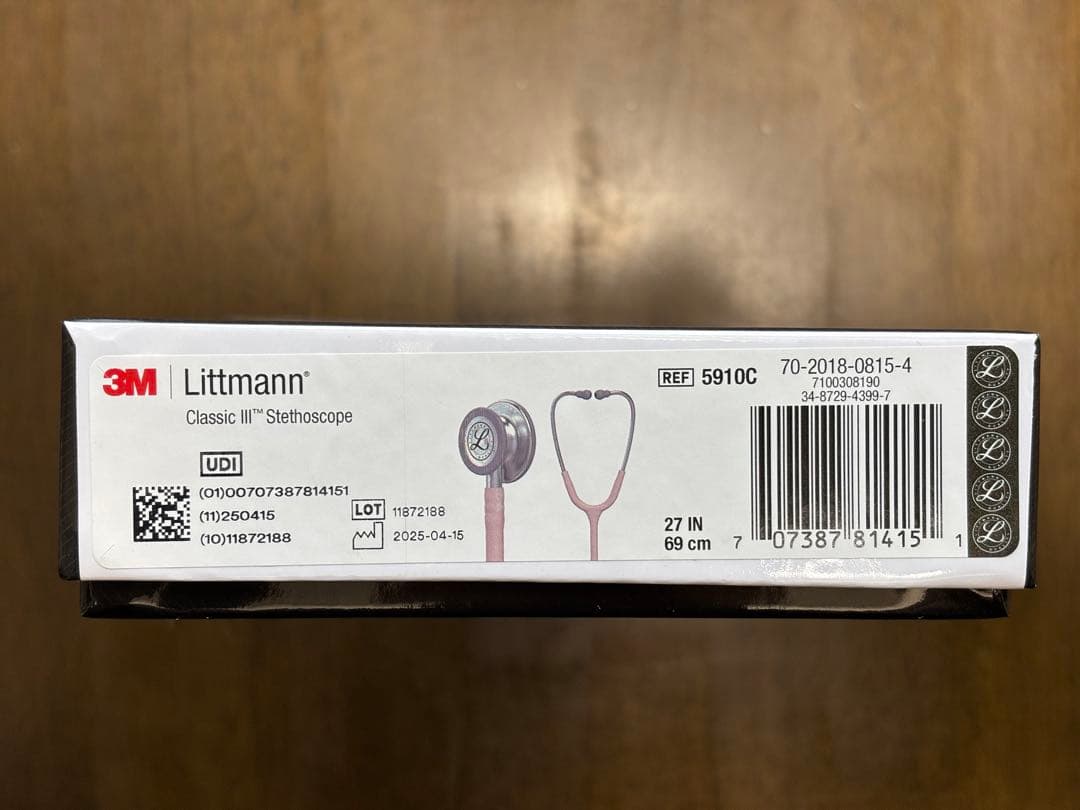 3M Littmann®
Classic III™ Stethoscope
UDI
(01)00707387814151
(11)250415
(10)11872188
LOT 11872188
2025-04-15
REF 5910C
70-2018-0815-4
7100308190
34-8729-4399-7
27 IN
69 cm
7 07387 81415 1